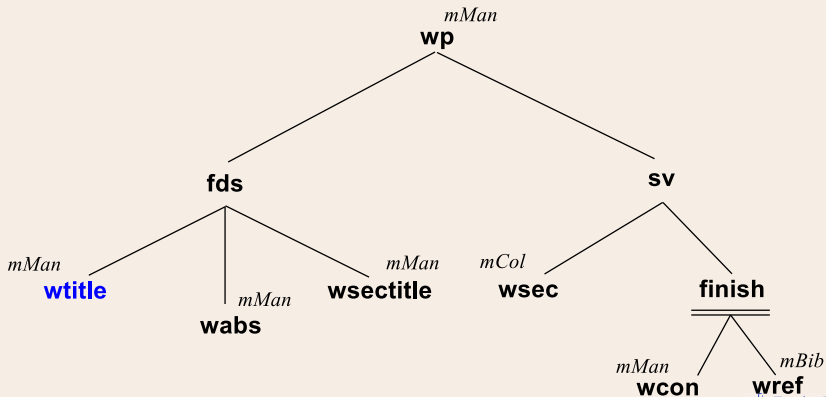 mMan
wp
fds
sv
mMan
wtitle
mMan
wabs
mMan
wsectitle
mCol
wsec
finish
mMan
wcon
mBib
wref